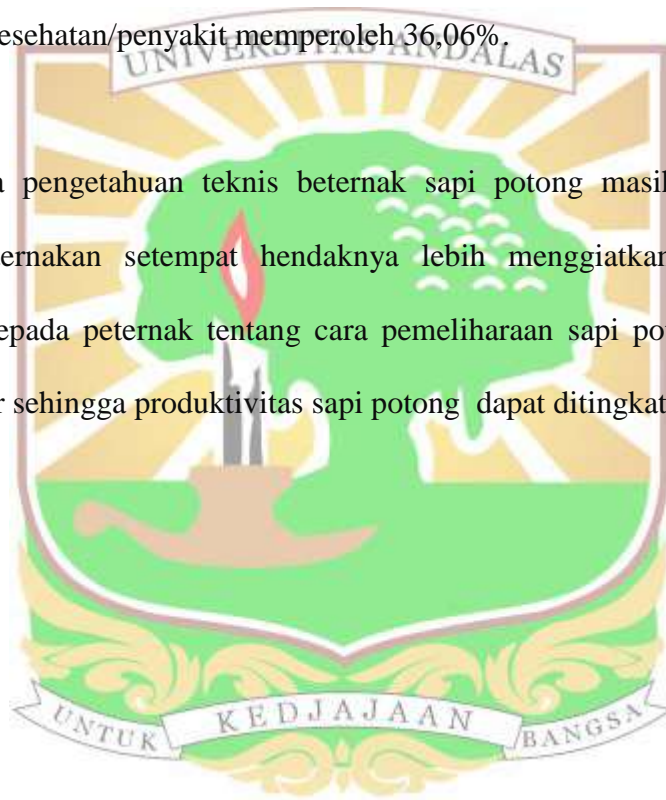 esehatan/penyakit memperoleh 36,06%.
UNIVERSITAS ANDALAS
pengetahuan teknis beternak sapi potong masih
ernakan setempat hendaknya lebih menggiatkan
epada peternak tentang cara pemeliharaan sapi po
sehingga produktivitas sapi potong dapat ditingkat
UNTUK KEDJAJAAN BANGSA